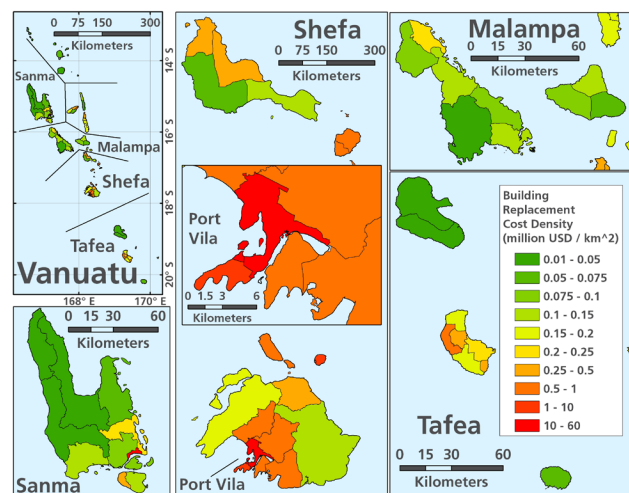 0 75 150 300
Kilometers
14° S
16° S
18° S
20° S
Sanma
Malampa
Shefa
Tafea
Vanuatu
168° E 170° E
Shefa
0 75 150 300
Kilometers
Malampa
0 15 30 60
Kilometers
Port
Vila
0 1.5 3 6
Kilometers
Building
Replacement
Cost Density
(million USD / km^2)
0.01 - 0.05
0.05 - 0.075
0.075 - 0.1
0.1 - 0.15
0.15 - 0.2
0.2 - 0.25
0.25 - 0.5
0.5 - 1
1 - 10
10 - 60
0 15 30 60
Kilometers
Sanma
Port Vila
Tafea
0 15 30 60
Kilometers